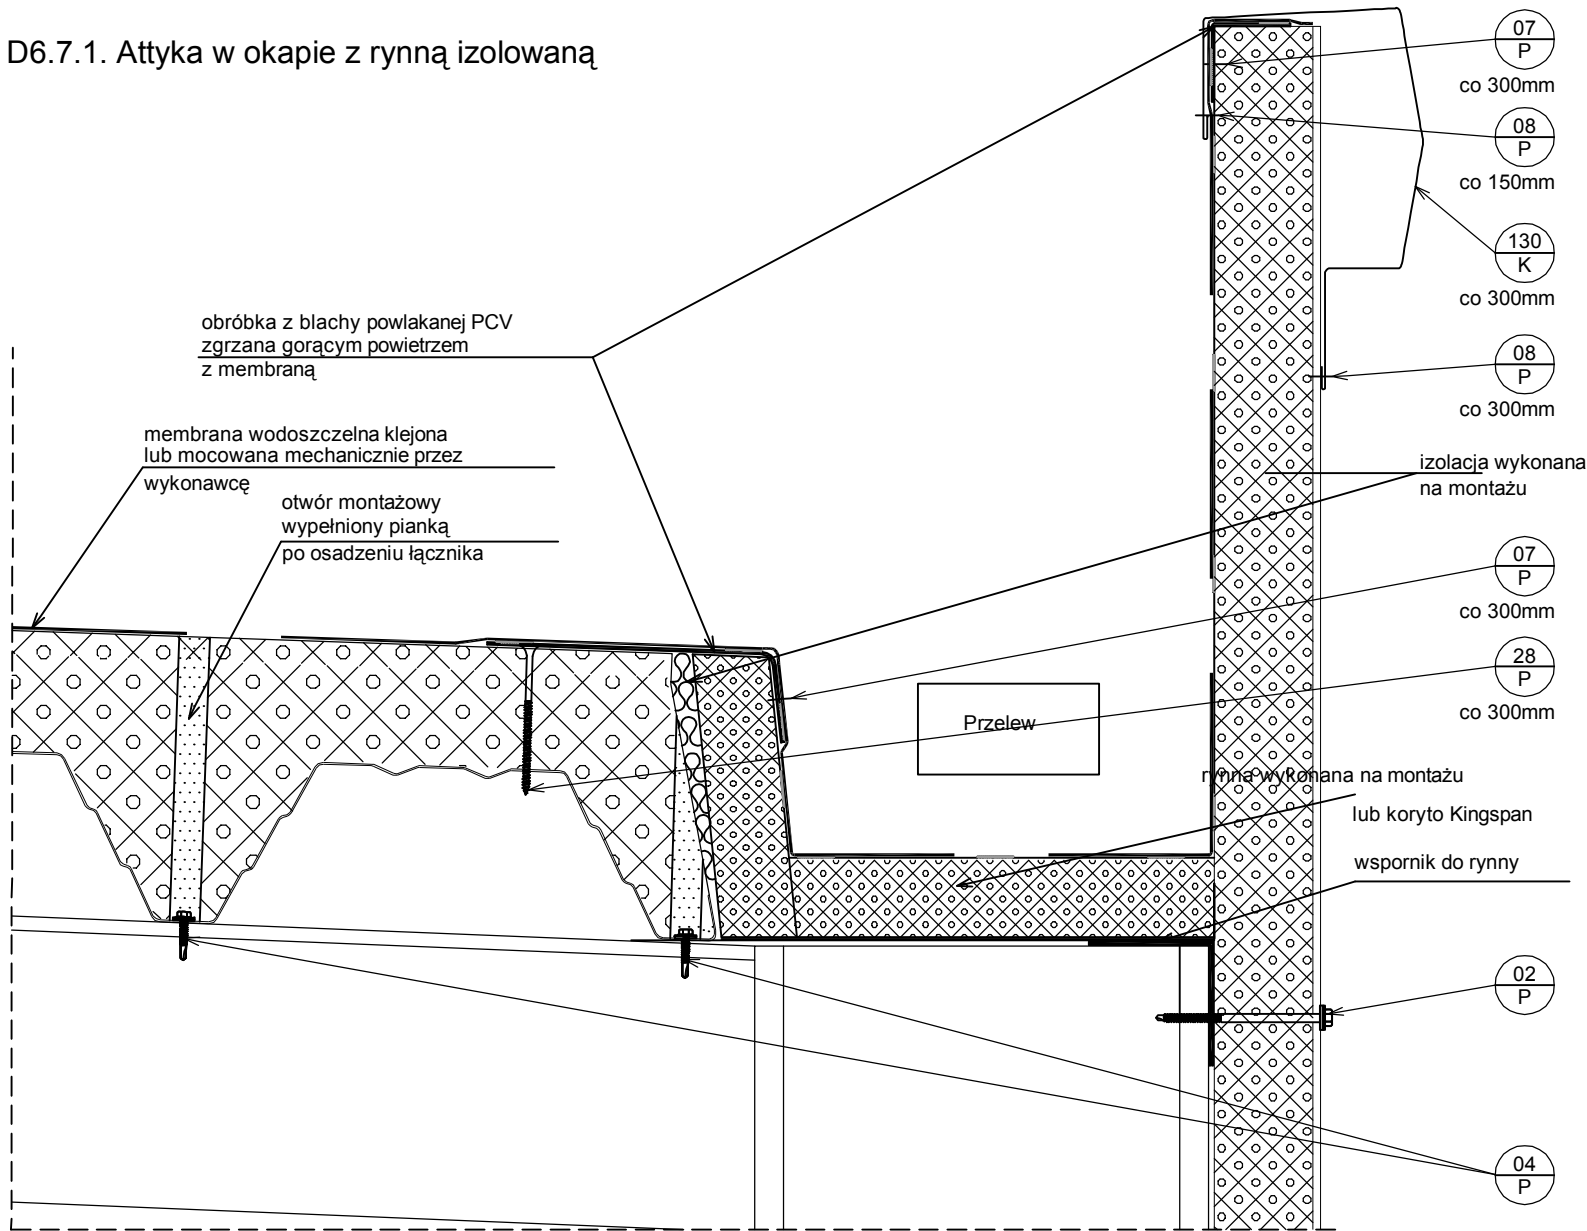 D6.7.1. Attyka w okapie z rynną izolowaną
07
P
co 300mm
08
P
co 150mm
130
K
co 300mm
08
P
co 300mm
obróbka z blachy powlakanej PCV
zgrzana gorącym powietrzem
z membraną
membrana wodoszczelna klejona
lub mocowana mechanicznie przez
wykonawcę
otwór montażowy
wypełniony pianką
po osadzeniu łącznika
izolacja wykonana
na montażu
07
P
co 300mm
28
P
co 300mm
Przelew
rynna wykonana na montażu
lub koryto Kingspan
wspornik do rynny
02
P
04
P